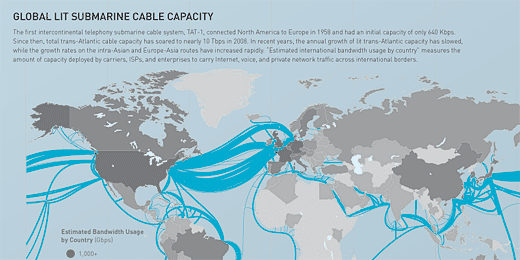 GLOBAL LIT SUBMARINE CABLE CAPACITY
The first intercontinental telephony submarine cable system, TAT-1, connected North America to Europe in 1958 and had an initial capacity of only 640 Kbps.
Since then, total trans-Atlantic cable capacity has soared to nearly 10 Tbps in 2008. In recent years, the annual growth of lit trans-Atlantic capacity has slowed,
while the growth rates on the intra-Asian and Europe-Asia routes have increased rapidly. "Estimated international bandwidth usage by country" measures the
amount of capacity deployed by carriers, ISPs, and enterprises to carry Internet, voice, and private network traffic across international borders.
Estimated Bandwidth Usage
by Country (Gbps)
1,000+